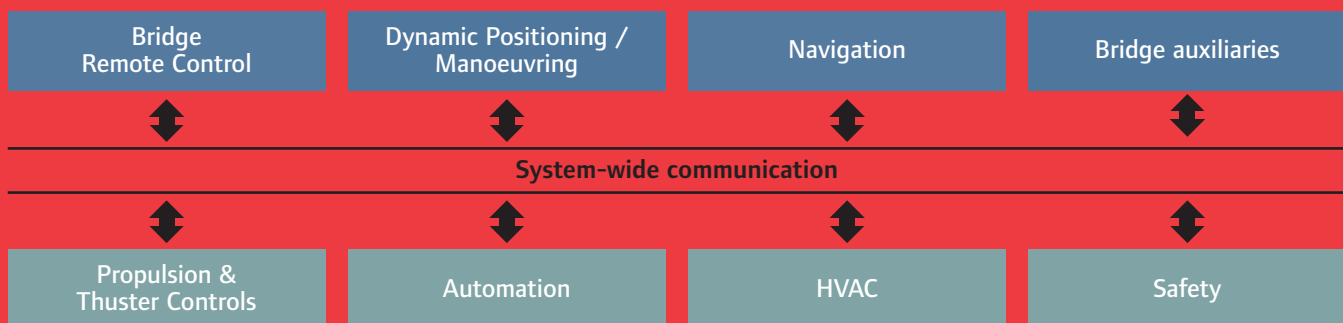 Bridge
Remote Control
Dynamic Positioning /
Manoeuvring
Navigation
Bridge auxiliaries
System-wide communication
Propulsion &
Thuster Controls
Automation
HVAC
Safety